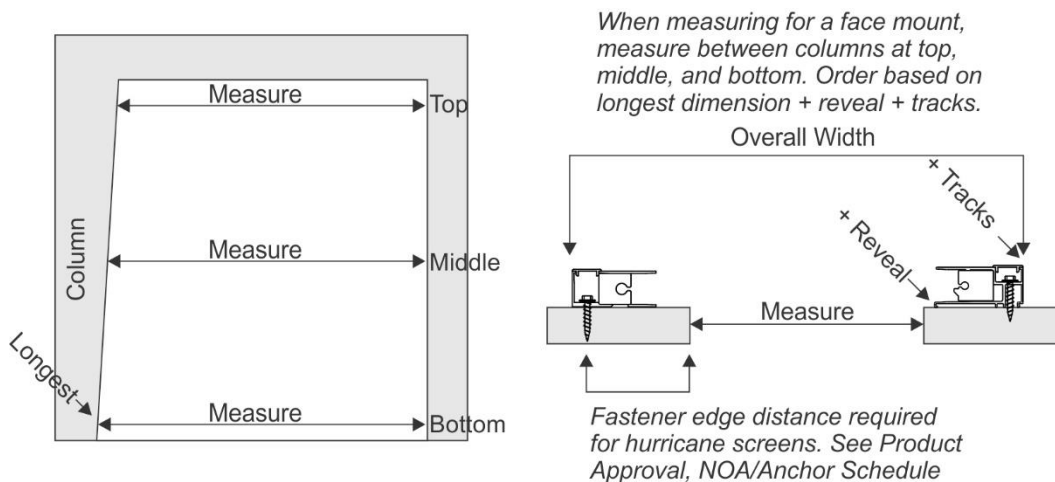 Measure
Top
Measure
Middle
Column
Longest
Measure
Bottom
When measuring for a face mount,
measure between columns at top,
middle, and bottom. Order based on
longest dimension + reveal + tracks.
Overall Width
+ Tracks
+ Reveal
Measure
Fastener edge distance required
for hurricane screens. See Product
Approval, NOA/Anchor Schedule